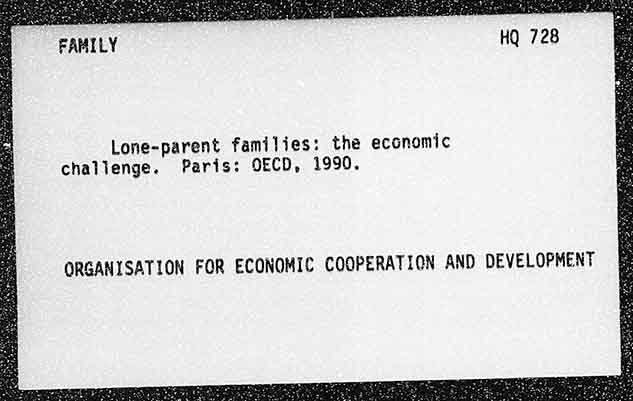 FAMILY
HQ 728
Lone-parent families: the economic
challenge. Paris: OECD, 1990.
ORGANISATION FOR ECONOMIC COOPERATION AND DEVELOPMENT